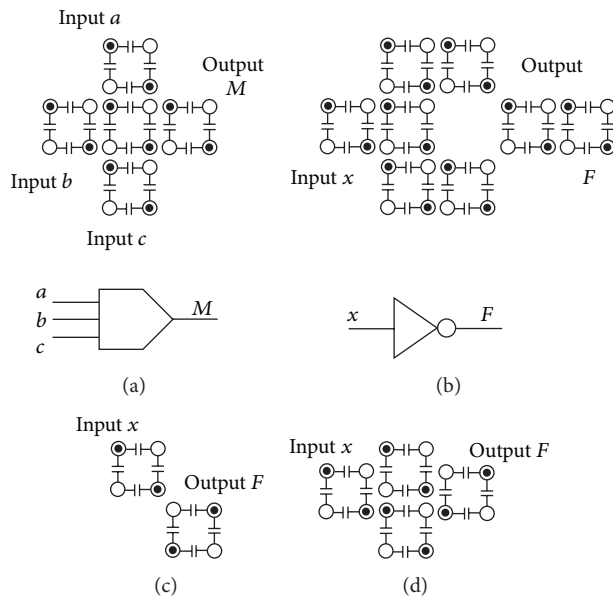 Input a
Output
M
Input b
Input c
a
b
c
M
(a)
Output
Input x
F
x
F
(b)
Input x
Output F
(c)
Input x
Output F
(d)